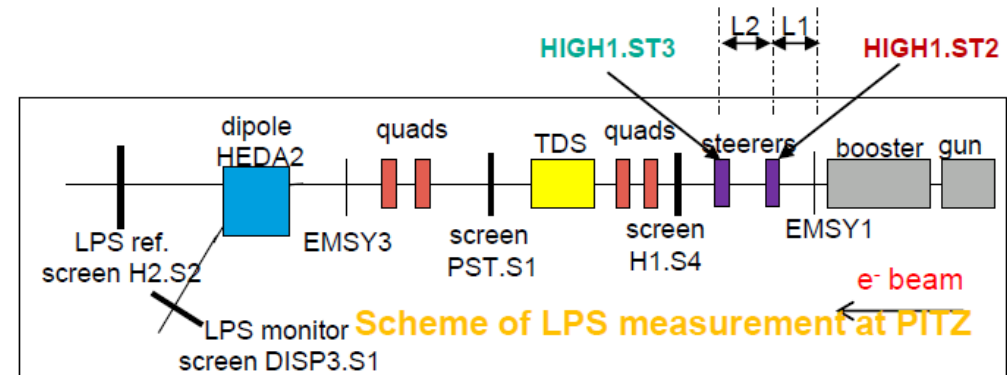 L2 L1
HIGH1.ST3
HIGH1.ST2
dipole
HEDA2
quads
TDS
quads
steerers
booster
gun
LPS ref.
screen H2.S2
EMSY3
screen
PST.S1
screen
H1.S4
EMSY1
e- beam
LPS monitor
screen DISP3.S1
Scheme of LPS measurement at PITZ